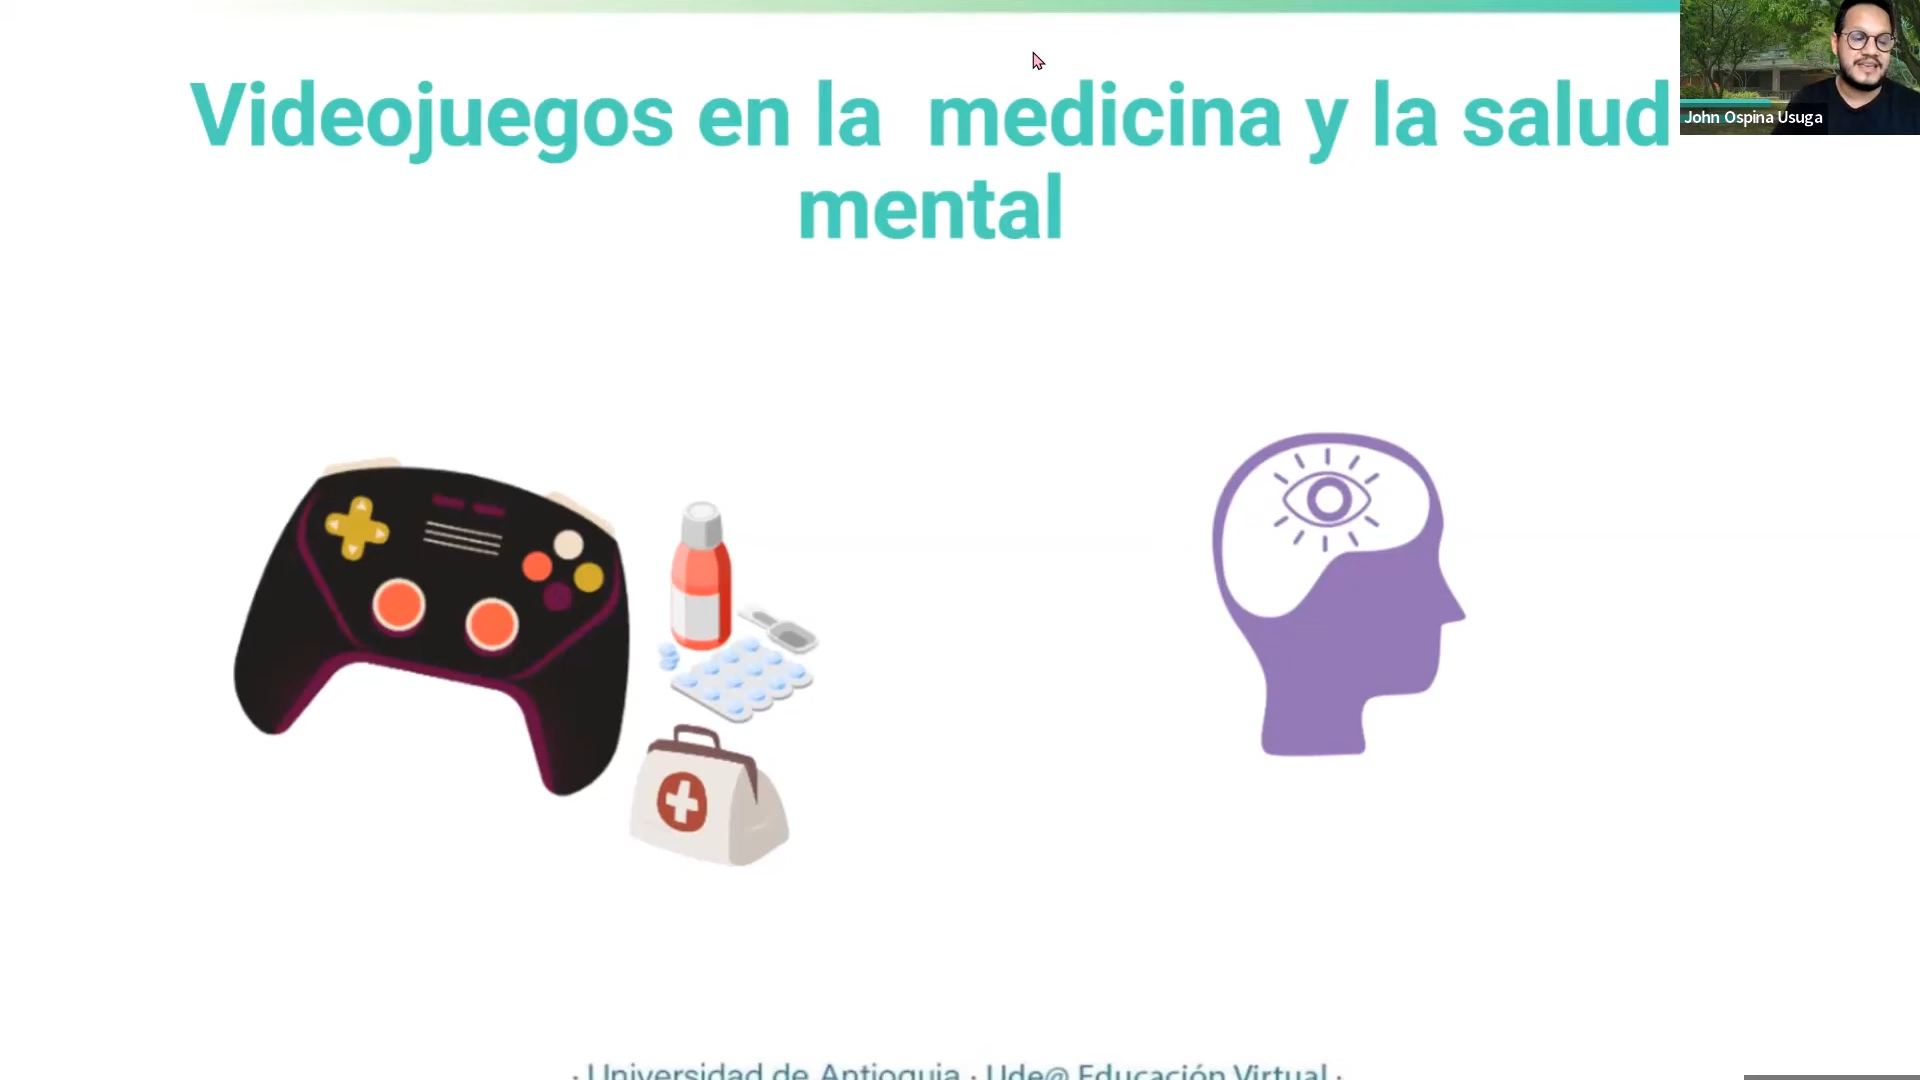 Videojuegos en la medicina y la salud
mental
John Ospina Usuga
· Universidad de Antioquia · Ude@ Educación Virtual ·